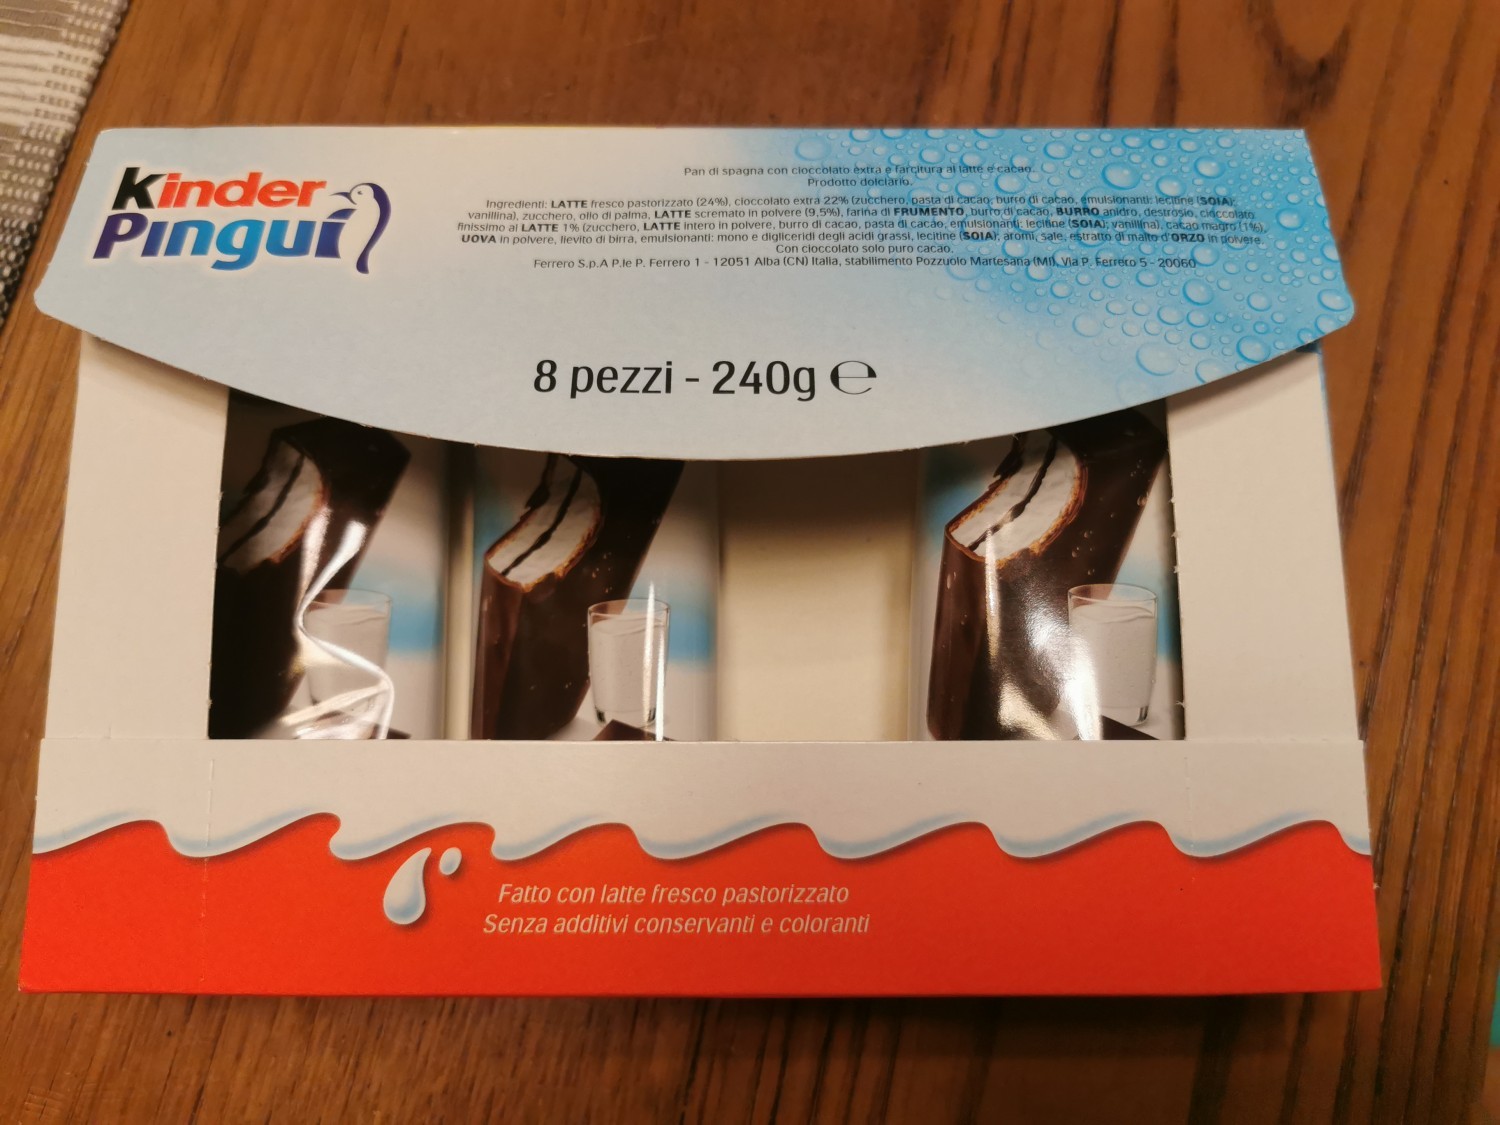 Kinder
Pinguí
Pan di spagna con cioccolato extra e farcitura al latte e cacao.
Prodotto dolciario.
Ingredienti: LATTE fresco pastorizzato (24%), cioccolato extra 22% (zucchero, pasta di cacao, burro di cacao, emulsionanti: lecitine (SOIA);
vanillina), zucchero, olio di palma, LATTE scremato in polvere (9,5%), farina di FRUMENTO, burro di cacao, BURRO anidro, destrosio, cioccolato
finissimo al LATTE 1% (zucchero, LATTE intero in polvere, burro di cacao, pasta di cacao, emulsionanti: lecitine (SOIA); vanillina), cacao magro (1%),
UOVA in polvere, lievito di birra, emulsionanti: mono e digliceridi degli acidi grassi, lecitine (SOIA); aromi, sale, estratto di malto d'ORZO in polvere.
Con cioccolato solo puro cacao.
Ferrero S.p.A P.le P. Ferrero 1 - 12051 Alba (CN) Italia, stabilimento Pozzuolo Martesana (MI), Via P. Ferrero 5 - 20060
8 pezzi - 240g ℮
Fatto con latte fresco pastorizzato
Senza additivi conservanti e coloranti